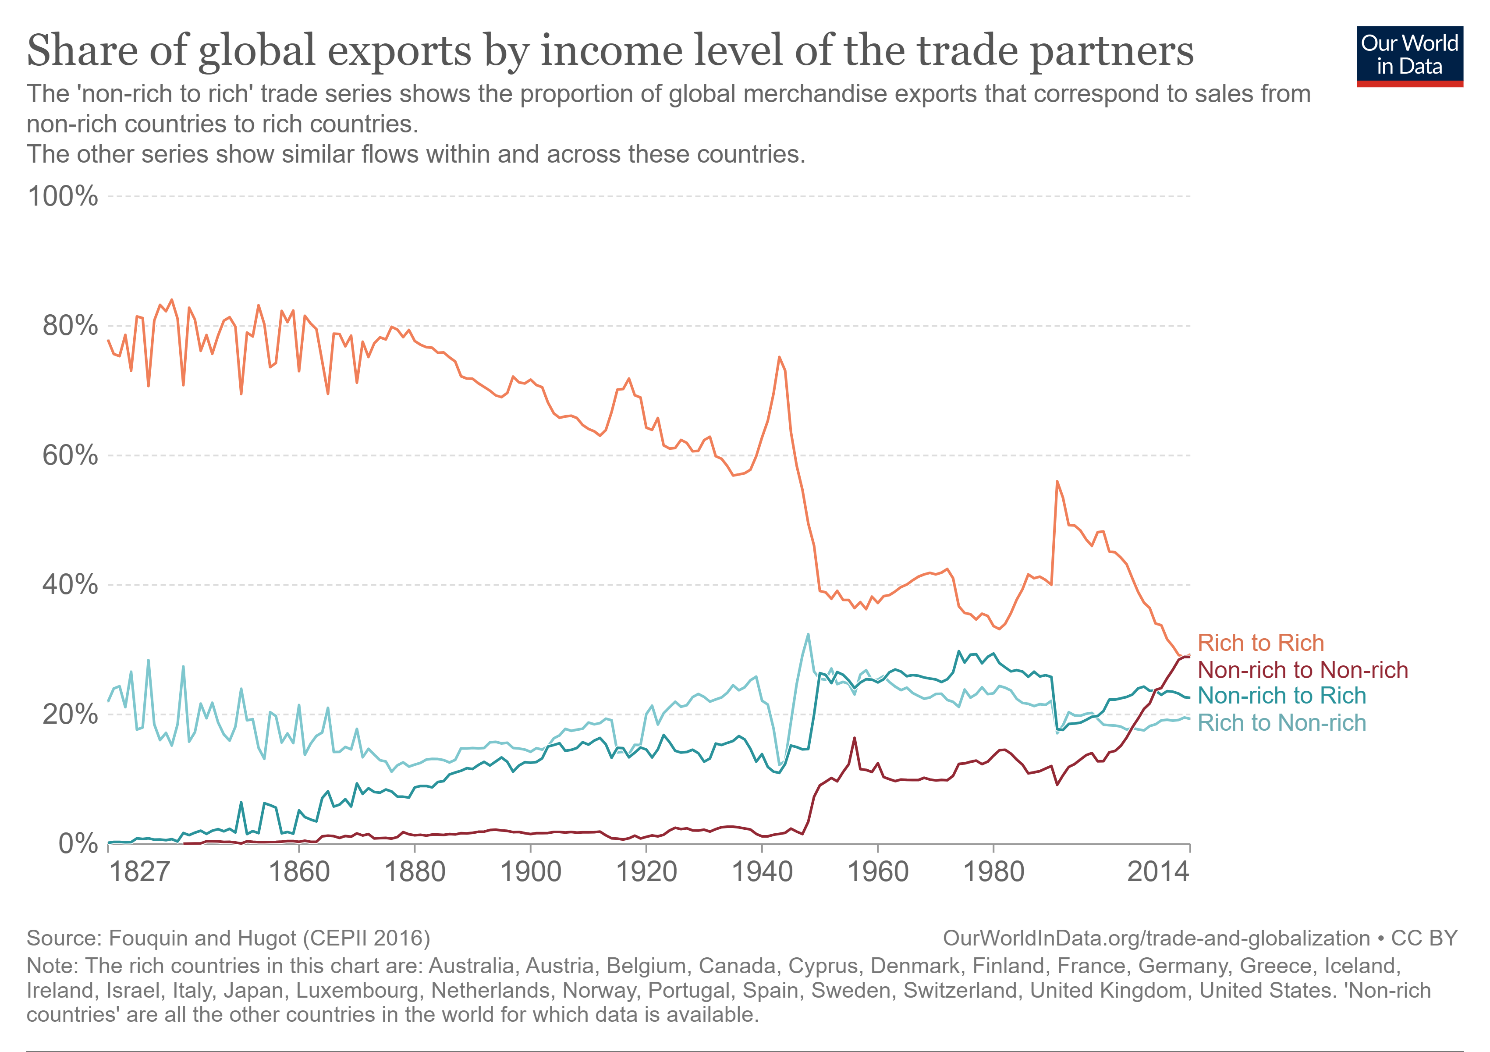 Share of global exports by income level of the trade partners
Our World
in Data
The 'non-rich to rich' trade series shows the proportion of global merchandise exports that correspond to sales from
non-rich countries to rich countries.
The other series show similar flows within and across these countries.
100%
80%
60%
40%
20%
0%
Rich to Rich
Non-rich to Non-rich
Non-rich to Rich
Rich to Non-rich
1827 1860 1880 1900 1920 1940 1960 1980 2014
Source: Fouquin and Hugot (CEPII 2016)
OurWorldInData.org/trade-and-globalization • CC BY
Note: The rich countries in this chart are: Australia, Austria, Belgium, Canada, Cyprus, Denmark, Finland, France, Germany, Greece, Iceland,
Ireland, Israel, Italy, Japan, Luxembourg, Netherlands, Norway, Portugal, Spain, Sweden, Switzerland, United Kingdom, United States. 'Non-rich
countries' are all the other countries in the world for which data is available.